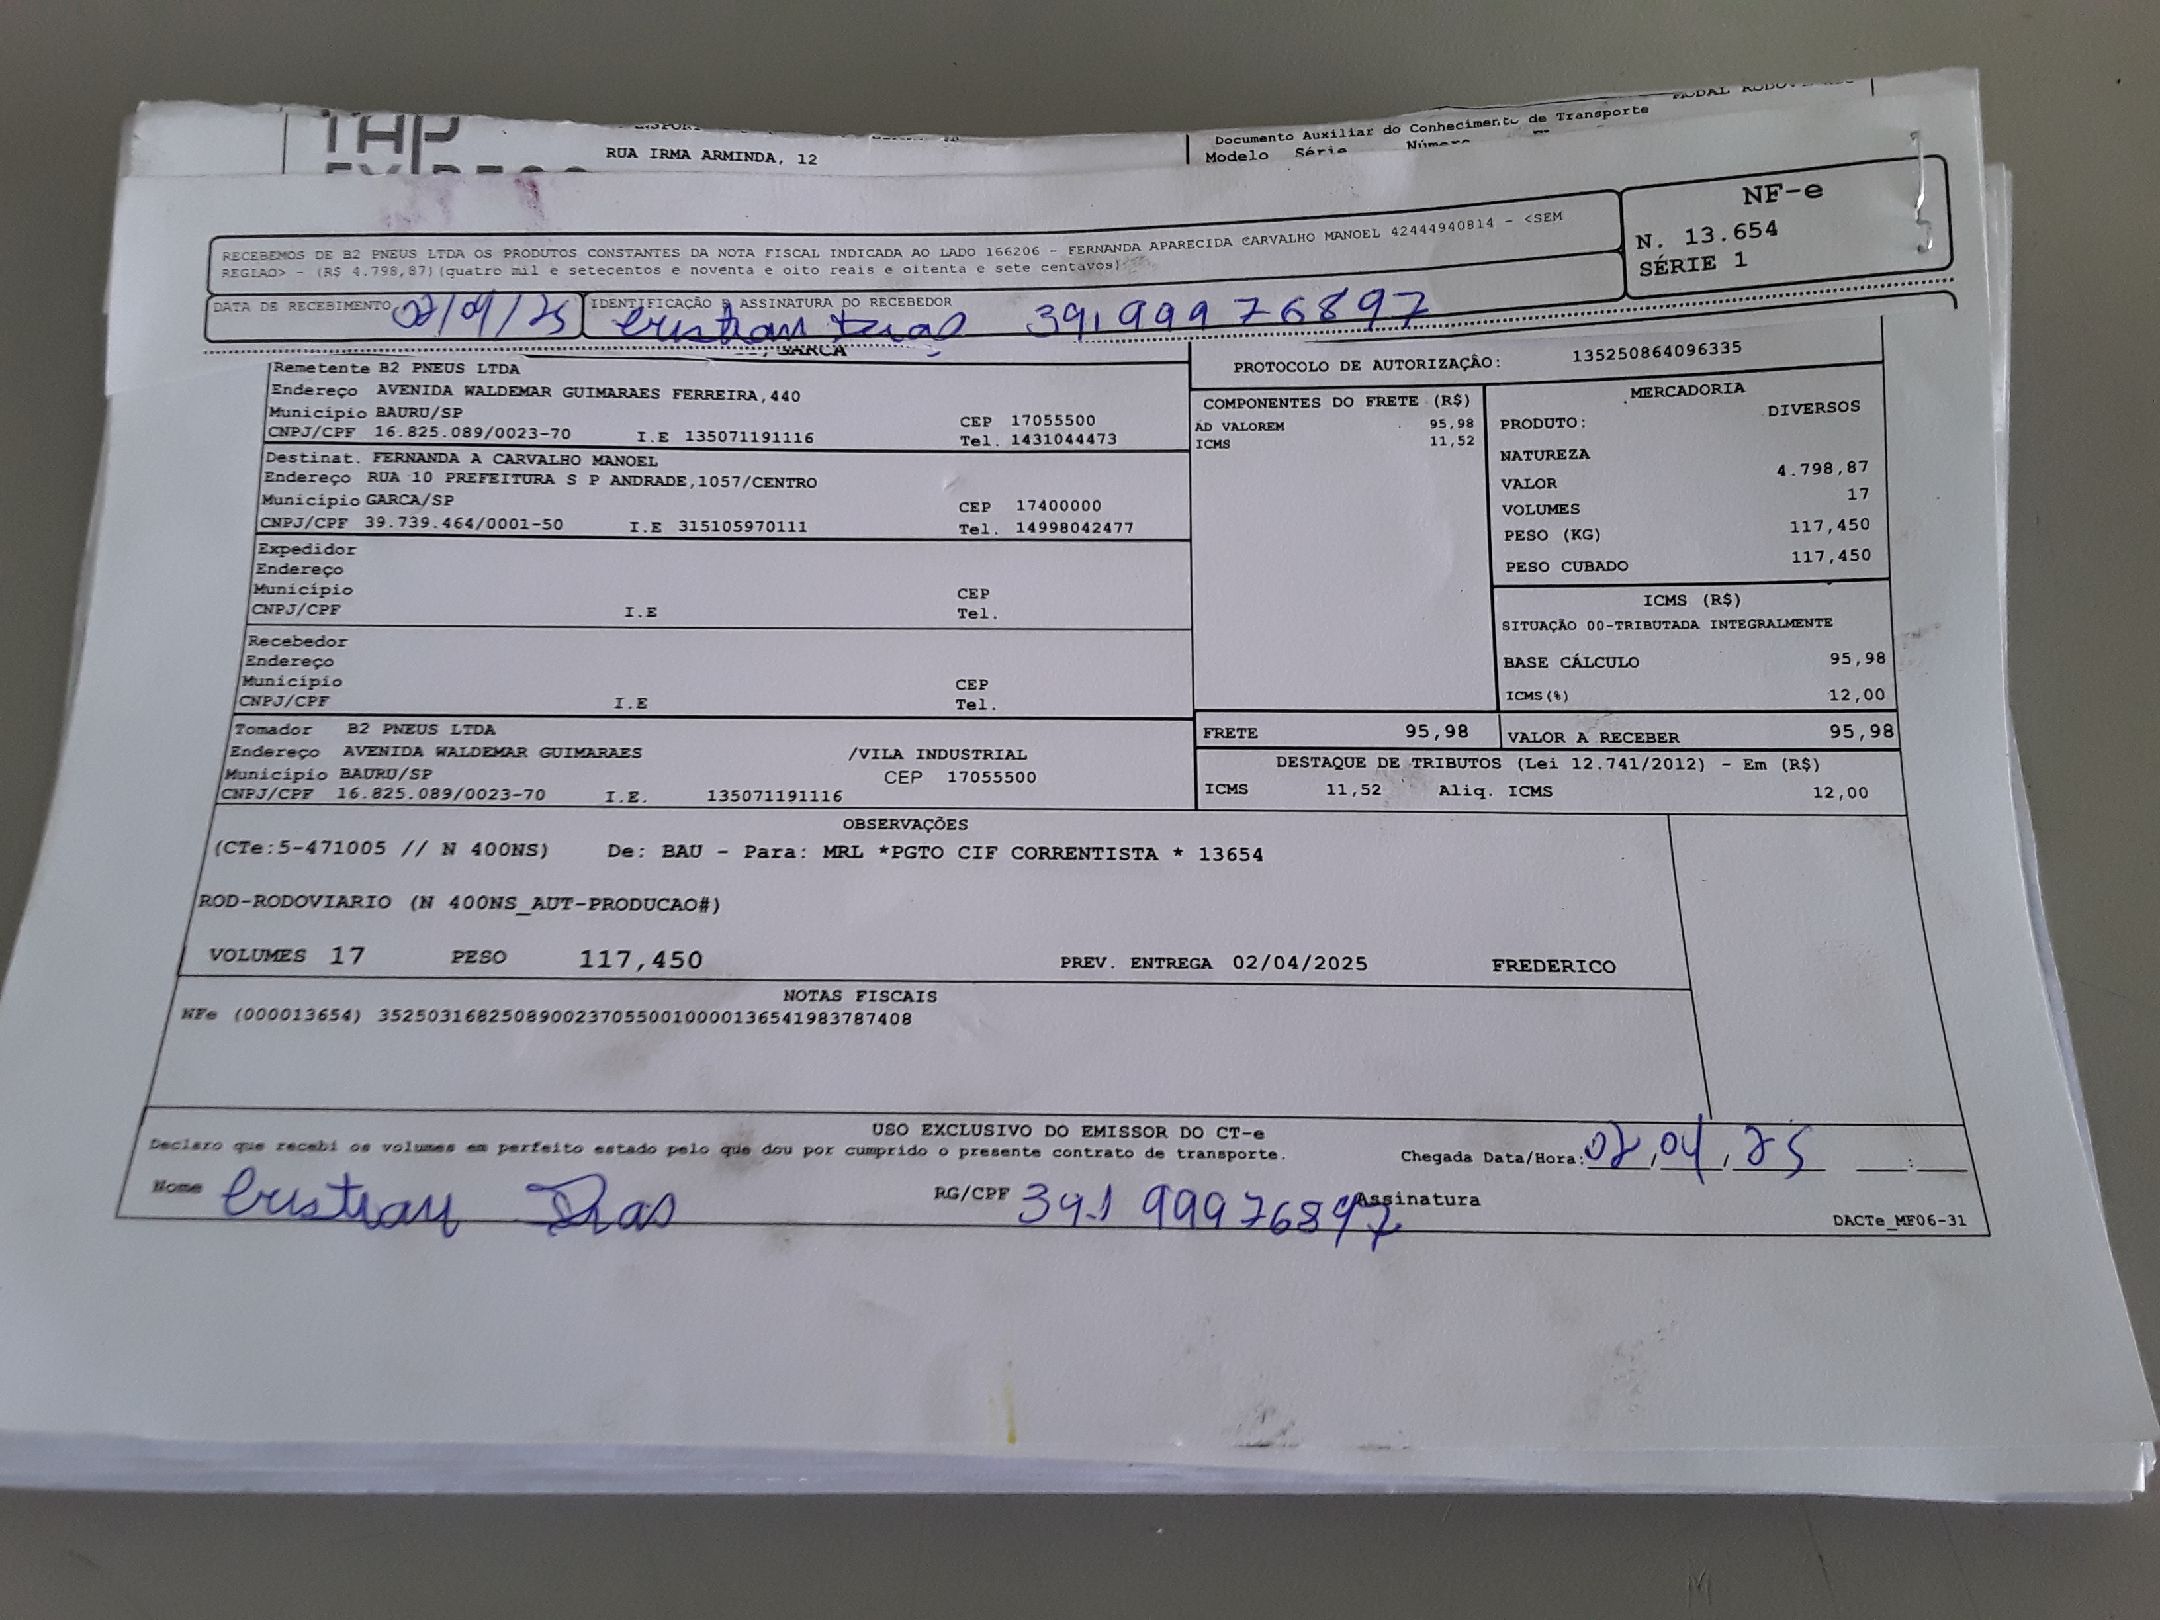 TAP
RUA IRMA ARMINDA, 12
Documento Auxiliar do Conhecimento de Transporte
Modelo Série Número
NF-e
N. 13.654
SÉRIE 1
RECEBEMOS DE B2 PNEUS LTDA OS PRODUTOS CONSTANTES DA NOTA FISCAL INDICADA AO LADO 166206 - FERNANDA APARECIDA CARVALHO MANOEL 42444940814 - <SEM
REGIAO> - (R$ 4.798,87)(quatro mil e setecentos e noventa e oito reais e oitenta e sete centavos)
DATA DE RECEBIMENTO 02/04/25 IDENTIFICAÇÃO E ASSINATURA DO RECEBEDOR
Cristian Dias 391 999 76897
GARCA
Remetente B2 PNEUS LTDA
Endereço AVENIDA WALDEMAR GUIMARAES FERREIRA,440
Município BAURU/SP CEP 17055500
CNPJ/CPF 16.825.089/0023-70 I.E 135071191116 Tel. 1431044473
Destinat. FERNANDA A CARVALHO MANOEL
Endereço RUA 10 PREFEITURA S P ANDRADE,1057/CENTRO
Município GARCA/SP CEP 17400000
CNPJ/CPF 39.739.464/0001-50 I.E 315105970111 Tel. 14998042477
Expedidor
Endereço
Município CEP
CNPJ/CPF I.E Tel.
Recebedor
Endereço
Município CEP
CNPJ/CPF I.E Tel.
Tomador B2 PNEUS LTDA
Endereço AVENIDA WALDEMAR GUIMARAES /VILA INDUSTRIAL
Município BAURU/SP CEP 17055500
CNPJ/CPF 16.825.089/0023-70 I.E. 135071191116
PROTOCOLO DE AUTORIZAÇÃO: 135250864096335
COMPONENTES DO FRETE (R$)
AD VALOREM 95,98
ICMS 11,52
MERCADORIA
PRODUTO: DIVERSOS
NATUREZA
VALOR 4.798,87
VOLUMES 17
PESO (KG) 117,450
PESO CUBADO 117,450
ICMS (R$)
SITUAÇÃO 00-TRIBUTADA INTEGRALMENTE
BASE CÁLCULO 95,98
ICMS(%) 12,00
FRETE 95,98 VALOR A RECEBER 95,98
DESTAQUE DE TRIBUTOS (Lei 12.741/2012) - Em (R$)
ICMS 11,52 Aliq. ICMS 12,00
OBSERVAÇÕES
(CTe:5-471005 // N 400NS) De: BAU - Para: MRL *PGTO CIF CORRENTISTA * 13654
ROD-RODOVIARIO (N 400NS_AUT-PRODUCAO#)
VOLUMES 17 PESO 117,450 PREV. ENTREGA 02/04/2025 FREDERICO
NOTAS FISCAIS
NFe (000013654) 35250316825089002370550010000136541983787408
USO EXCLUSIVO DO EMISSOR DO CT-e
Declaro que recebi os volumes em perfeito estado pelo que dou por cumprido o presente contrato de transporte. Chegada Data/Hora: 02,04,25 :
Nome Cristian Dias RG/CPF 391 99976897 Assinatura
DACTe_MF06-31